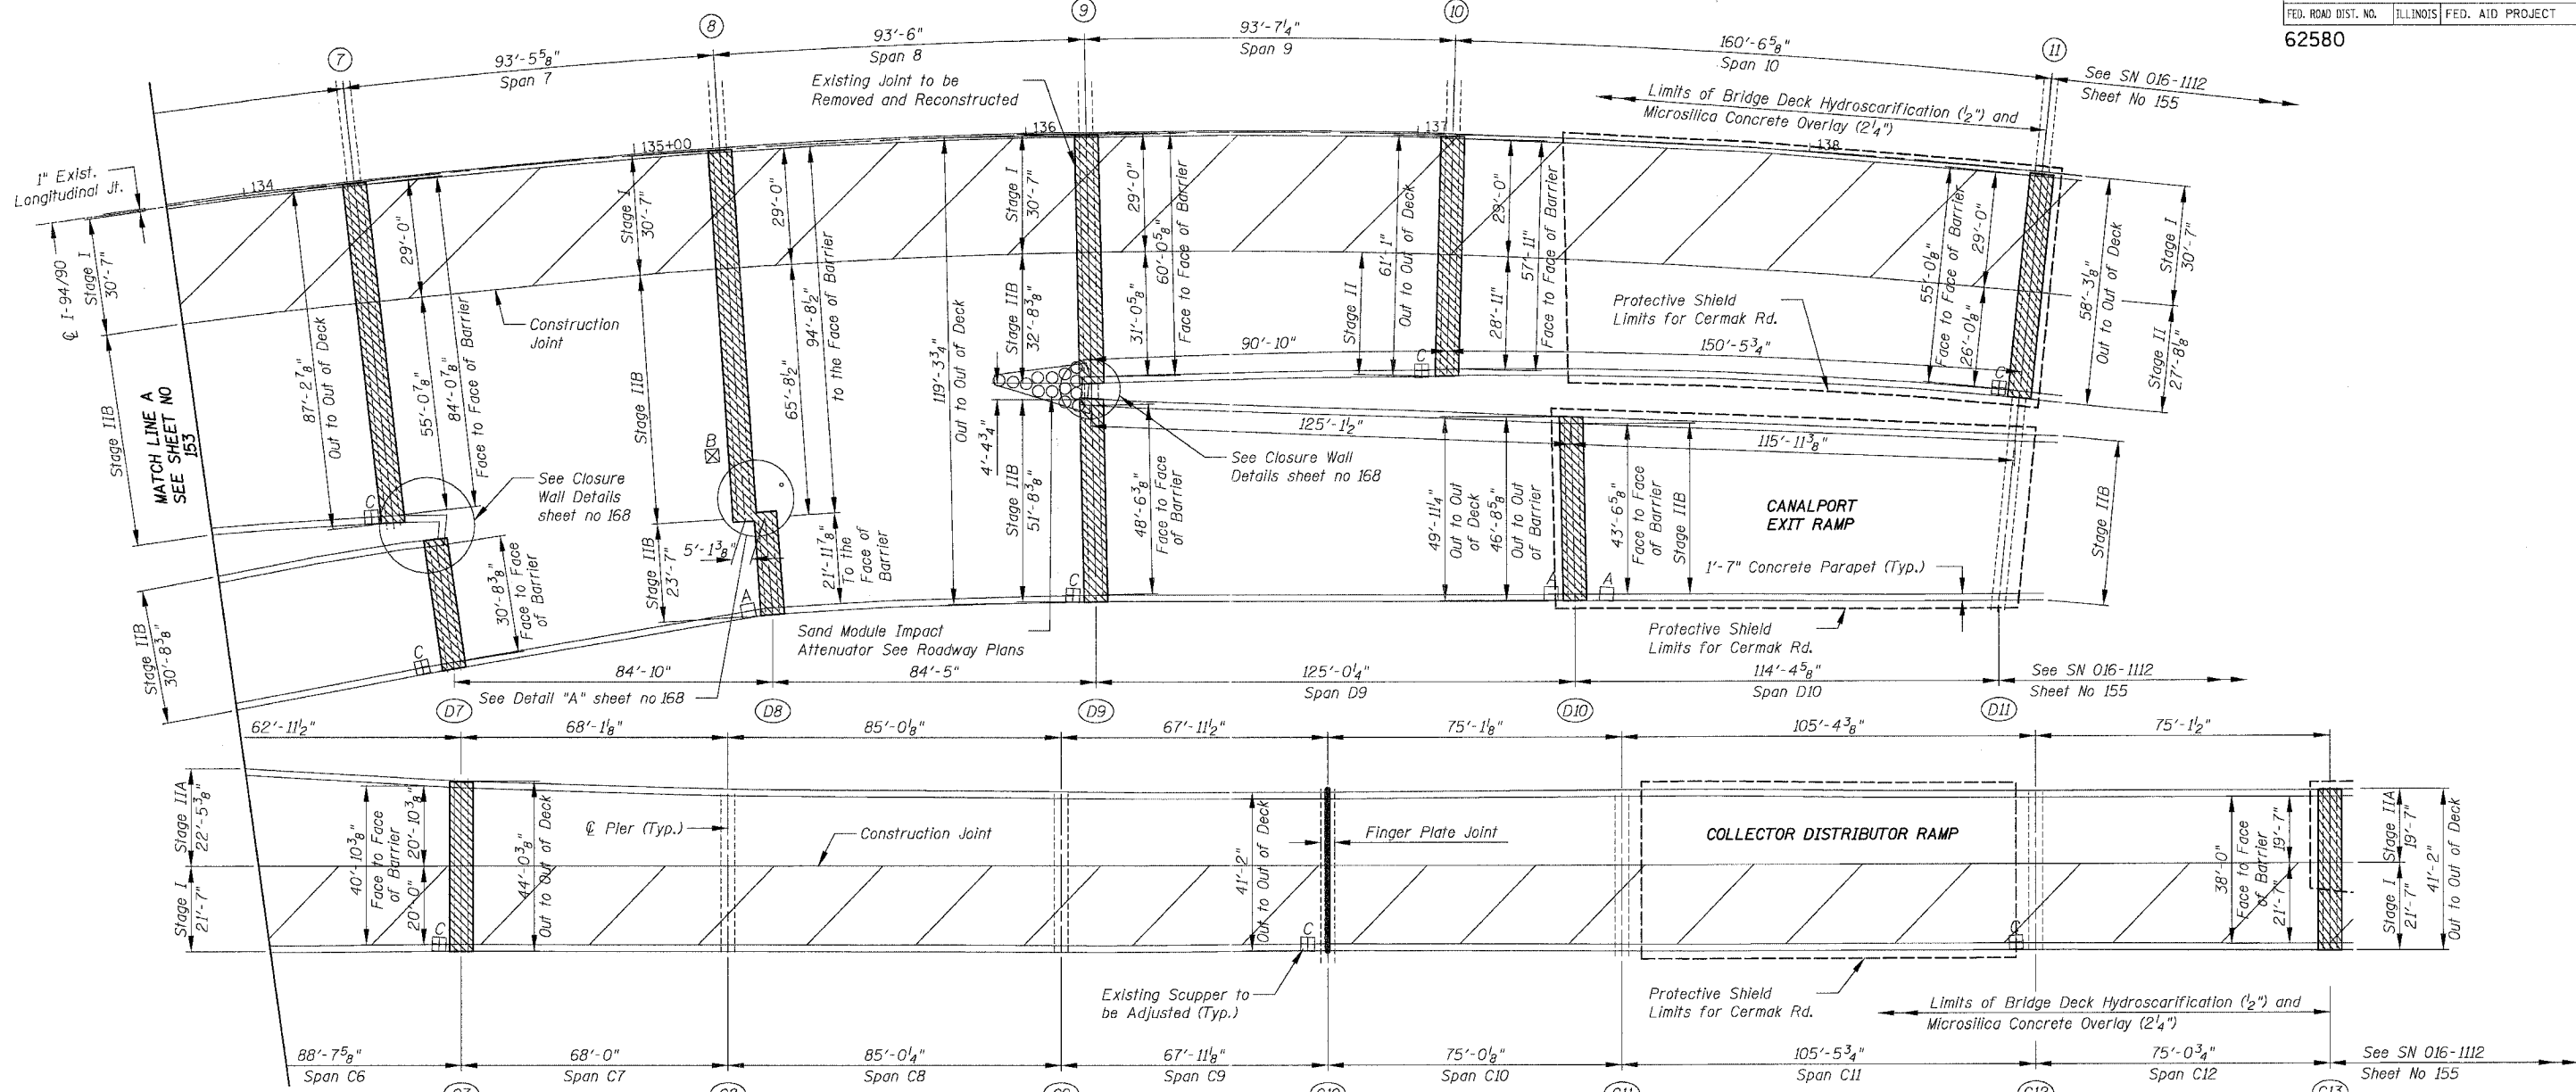 FED. ROAD DIST. NO. ILLINOIS FED. AID PROJECT
62580
7
8
9
10
11
93'-5⅝"
Span 7
93'-6"
Span 8
93'-7¼"
Span 9
160'-6⅝"
Span 10
See SN 016-1112
Sheet No 155
Existing Joint to be
Removed and Reconstructed
Limits of Bridge Deck Hydroscarification (½") and
Microsilica Concrete Overlay (2¼")
134
135+00
136
137
138
1" Exist.
Longitudinal Jt.
℄ I-94/90
Stage I
30'-7"
Stage IIB
MATCH LINE A
SEE SHEET NO
153
87'-2⅞"
Out to Out of Deck
29'-0"
55'-0⅞"
84'-0⅞"
Face to Face of Barrier
Construction
Joint
Stage I
30'-7"
Stage IIB
29'-0"
65'-8½"
94'-8½"
to the Face of Barrier
119'-3¾"
Out to Out of Deck
Stage I
30'-7"
Stage IIB
32'-8⅜"
29'-0"
31'-0⅝"
60'-0⅝"
Face to Face of Barrier
Stage II
61'-1"
Out to Out of Deck
29'-0"
28'-11"
57'-11"
Face to Face of Barrier
Protective Shield
Limits for Cermak Rd.
90'-10"
150'-5¾"
55'-0⅛"
Face to Face of Barrier
29'-0"
26'-0⅛"
58'-3⅛"
Out to Out of Deck
Stage I
30'-7"
Stage II
27'-8⅛"
C
C
C
B
See Closure
Wall Details
sheet no 168
4'-4¾"
Stage IIB
51'-8⅜"
48'-6⅜"
Face to Face
of Barrier
125'-1½"
115'-11⅜"
See Closure Wall
Details sheet no 168
49'-11¼"
Out to Out
of Deck
46'-8⅝"
Out to Out
of Barrier
43'-6⅝"
Face to Face
of Barrier
Stage IIB
CANALPORT
EXIT RAMP
1'-7" Concrete Parapet (Typ.)
Stage IIB
Stage IIB
30'-8⅜"
30'-8⅜"
Face to Face
of Barrier
Stage IIB
23'-7"
5'-1⅜"
21'-11⅞"
To the
Face of
Barrier
C
A
C
A
A
Sand Module Impact
Attenuator See Roadway Plans
Protective Shield
Limits for Cermak Rd.
84'-10"
84'-5"
125'-0¼"
Span D9
114'-4⅝"
Span D10
See SN 016-1112
Sheet No 155
See Detail "A" sheet no 168
D7
D8
D9
D10
D11
62'-11½"
68'-1⅛"
85'-0⅛"
67'-11½"
75'-1⅛"
105'-4⅜"
75'-1½"
Stage IIA
22'-5⅜"
Stage I
21'-7"
40'-10⅜"
Face to Face
of Barrier
20'-10⅜"
20'-0"
44'-0⅜"
Out to Out of Deck
℄ Pier (Typ.)
Construction Joint
41'-2"
Out to Out of Deck
Finger Plate Joint
COLLECTOR DISTRIBUTOR RAMP
38'-0"
Face to Face
of Barrier
19'-7"
21'-7"
Stage IIA
19'-7"
Stage I
21'-7"
41'-2"
Out to Out of Deck
C
C
C
Existing Scupper to
be Adjusted (Typ.)
Protective Shield
Limits for Cermak Rd.
Limits of Bridge Deck Hydroscarification (½") and
Microsilica Concrete Overlay (2¼")
88'-7⅝"
Span C6
68'-0"
Span C7
85'-0¼"
Span C8
67'-11⅛"
Span C9
75'-0⅛"
Span C10
105'-5¾"
Span C11
75'-0¾"
Span C12
See SN 016-1112
Sheet No 155